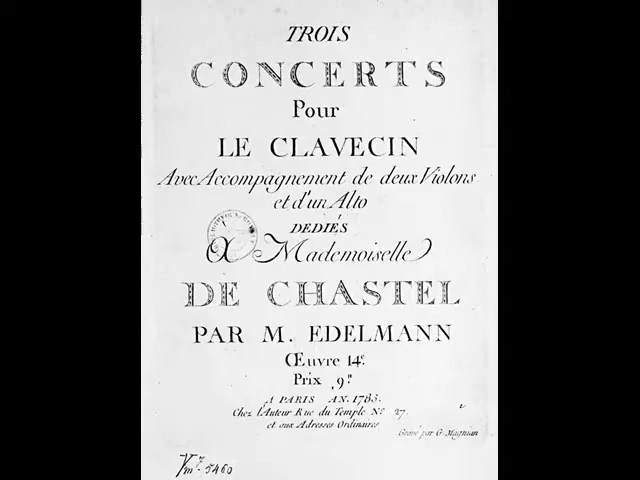 TROIS
CONCERTS
Pour
LE CLAVECIN
Avec Accompagnement de deux Violons
et d'un Alto
DEDIÉS
A Mademoiselle
DE CHASTEL
PAR M. EDELMANN
Œuvre 14e
Prix 9#
A PARIS AN. 1783.
Chez l'Auteur Rue du Temple No 27.
et aux Adresses Ordinaires
Gravé par G. Magnian
Vm7. 5460